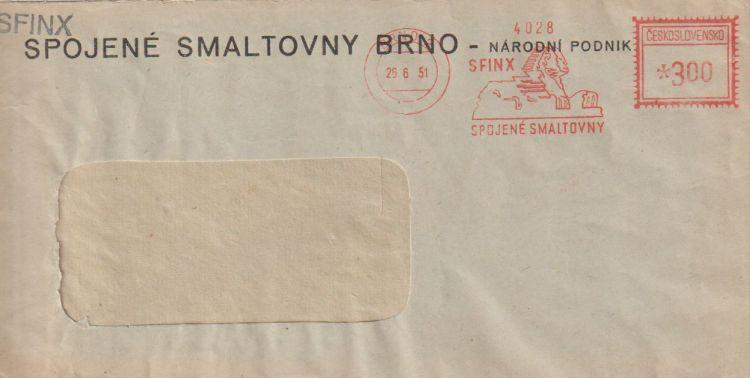 SFINX
SPOJENÉ SMALTOVNY BRNO - NÁRODNÍ PODNIK
26 6 51
4028
SFINX
SPOJENÉ SMALTOVNY
ČESKOSLOVENSKO
*300